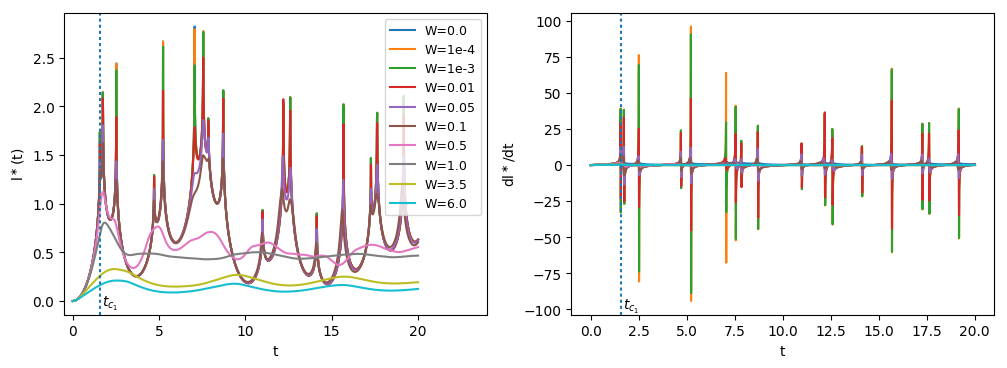 l*(t)
2.5
2.0
1.5
1.0
0.5
0.0
0
5
10
15
20
t
t_{c_1}
W=0.0
W=1e-4
W=1e-3
W=0.01
W=0.05
W=0.1
W=0.5
W=1.0
W=3.5
W=6.0
dl*/dt
100
75
50
25
0
−25
−50
−75
−100
0.0
2.5
5.0
7.5
10.0
12.5
15.0
17.5
20.0
t
t_{c_1}